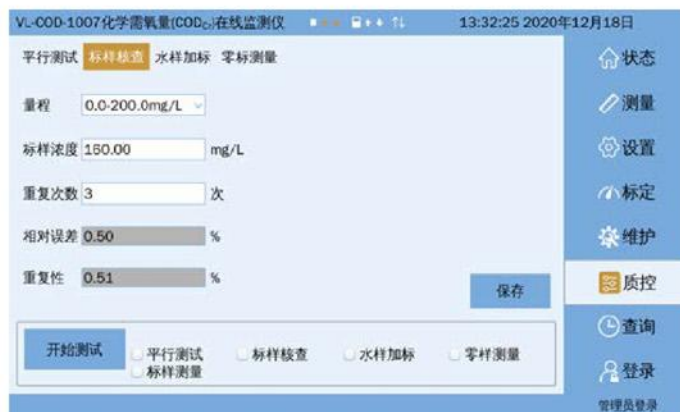 VL-COD-1007化学需氧量(CODCr)在线监测仪 13:32:25 2020年12月18日
平行测试 标样核查 水样加标 零标测量
量程 0.0-200.0mg/L
标样浓度 160.00 mg/L
重复次数 3 次
相对误差 0.50 %
重复性 0.51 %
保存
开始测试
平行测试 标样核查 水样加标 零样测量
标样测量
状态
测量
设置
标定
维护
质控
查询
登录
管理员登录